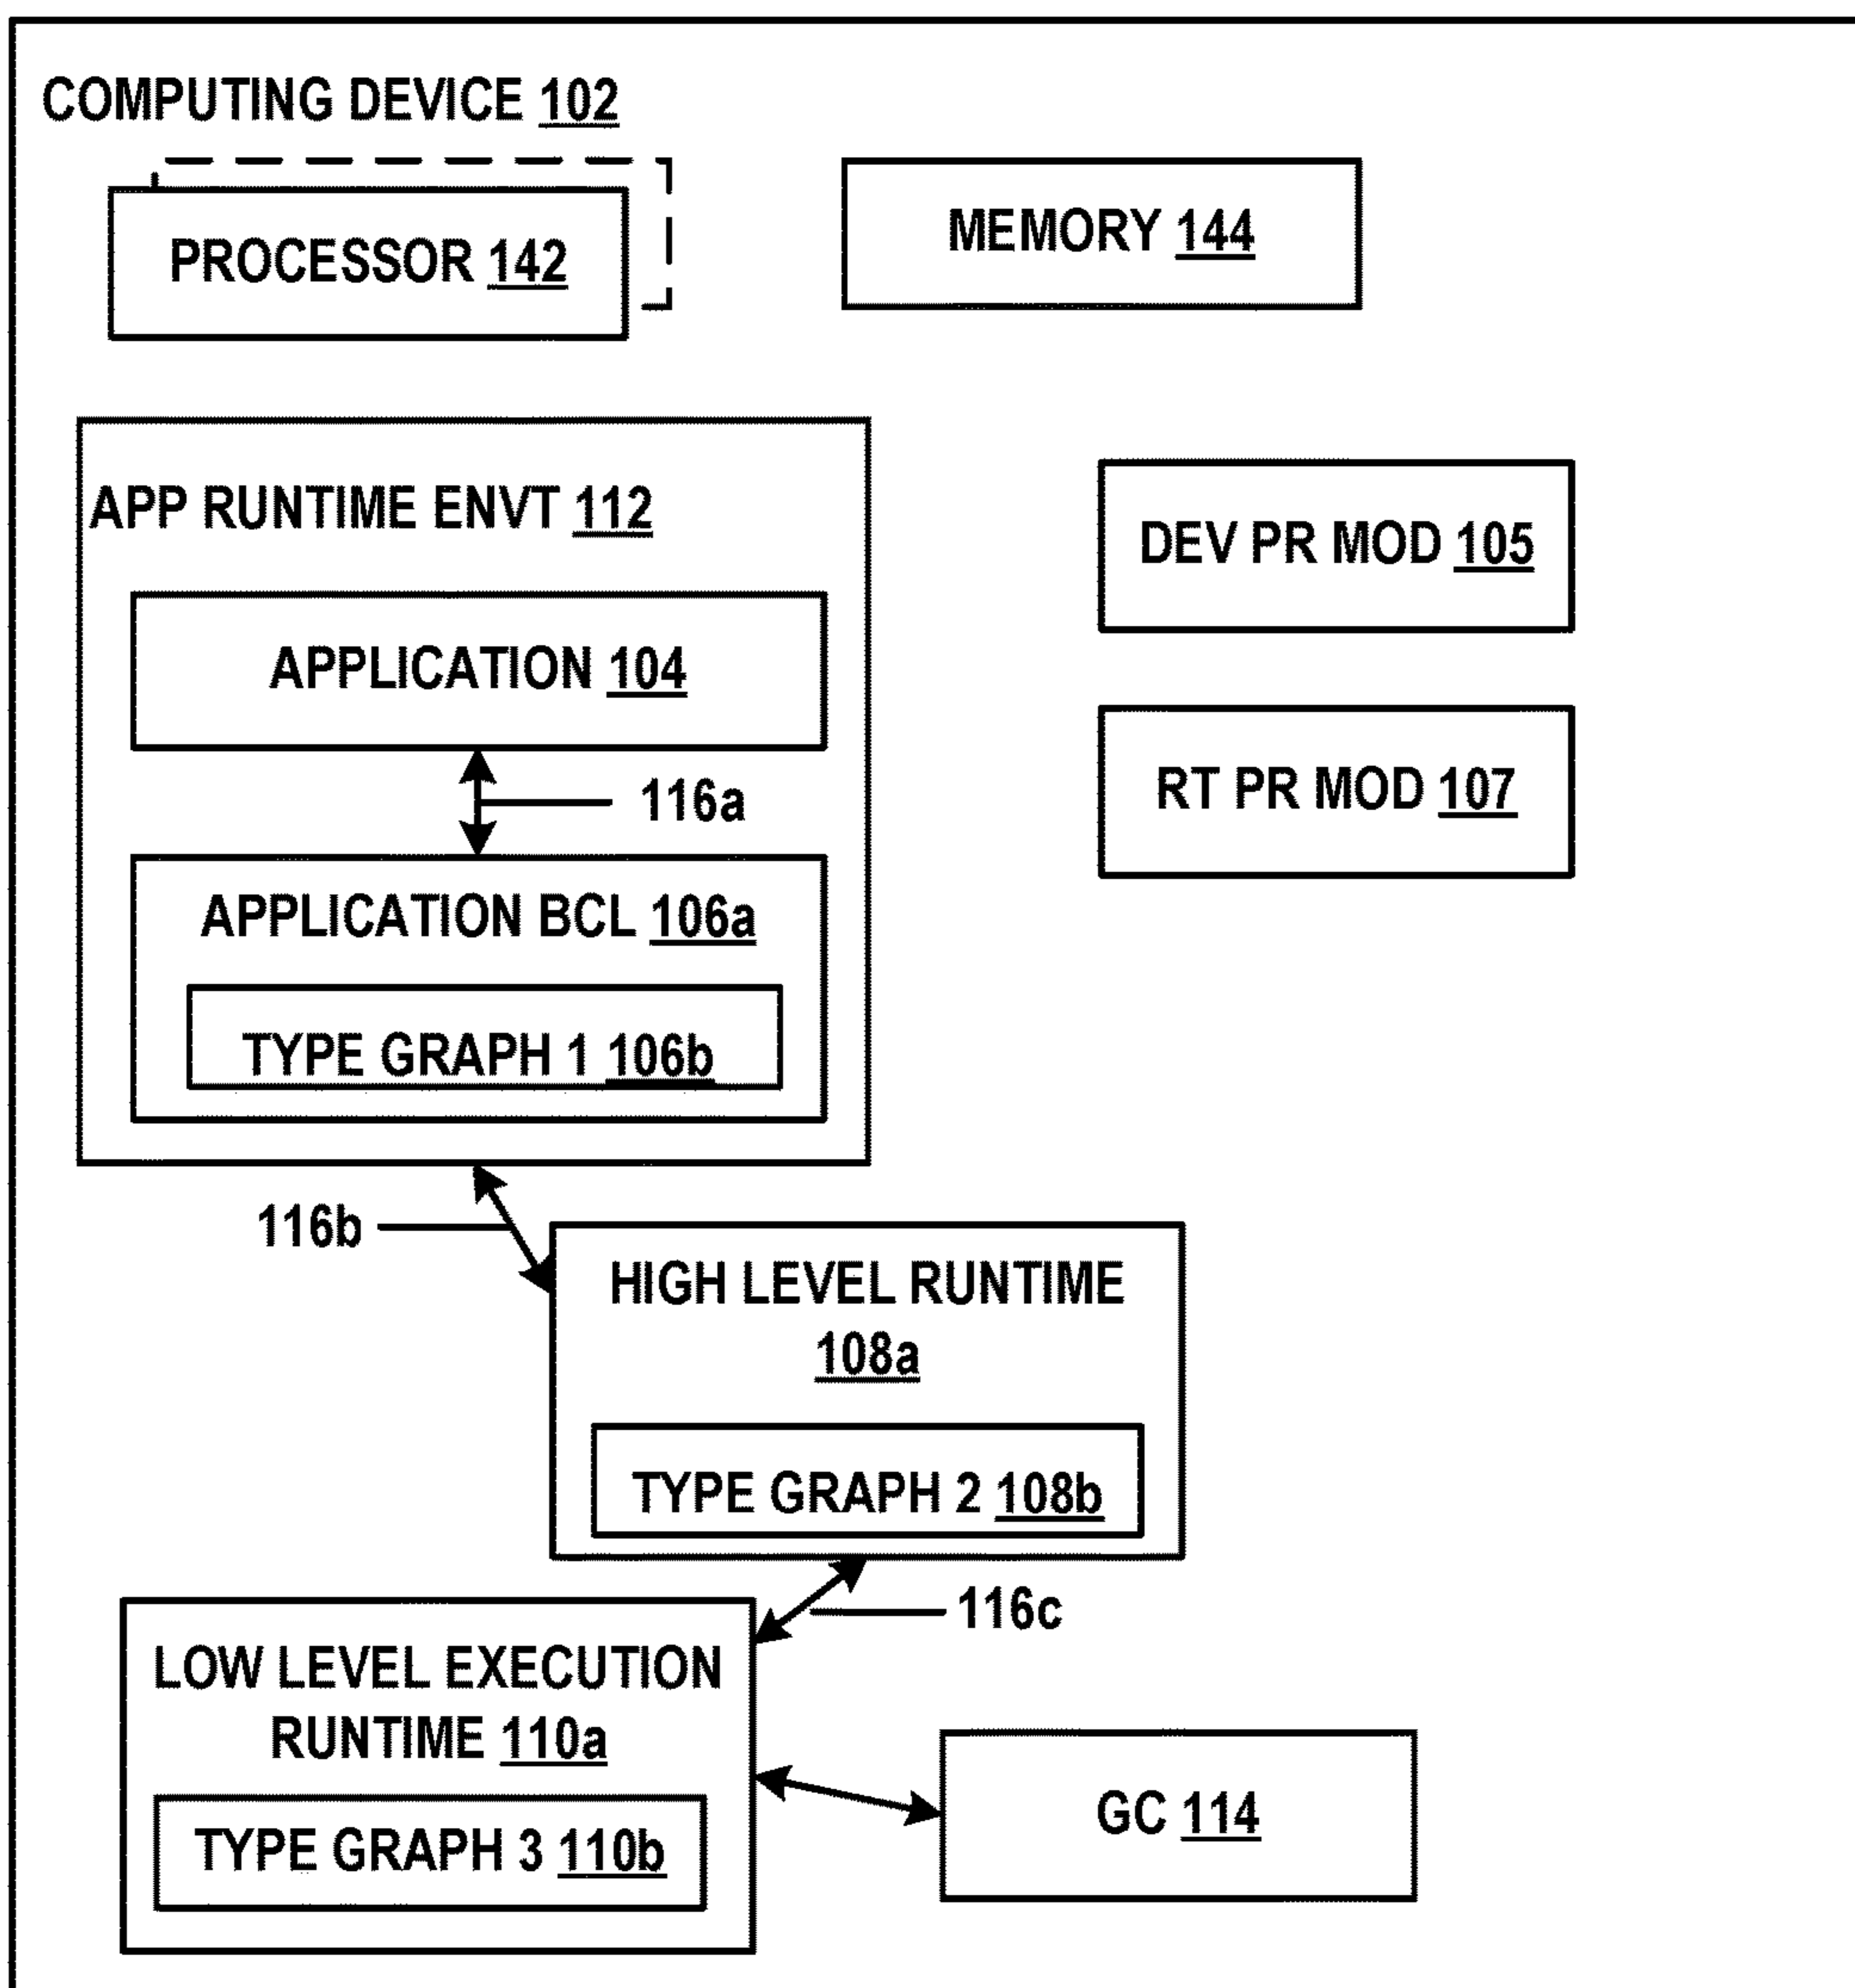 COMPUTING DEVICE 102
PROCESSOR 142
MEMORY 144
APP RUNTIME ENVT 112
APPLICATION 104
116a
APPLICATION BCL 106a
TYPE GRAPH 1 106b
DEV PR MOD 105
RT PR MOD 107
116b
HIGH LEVEL RUNTIME
108a
TYPE GRAPH 2 108b
116c
LOW LEVEL EXECUTION
RUNTIME 110a
TYPE GRAPH 3 110b
GC 114